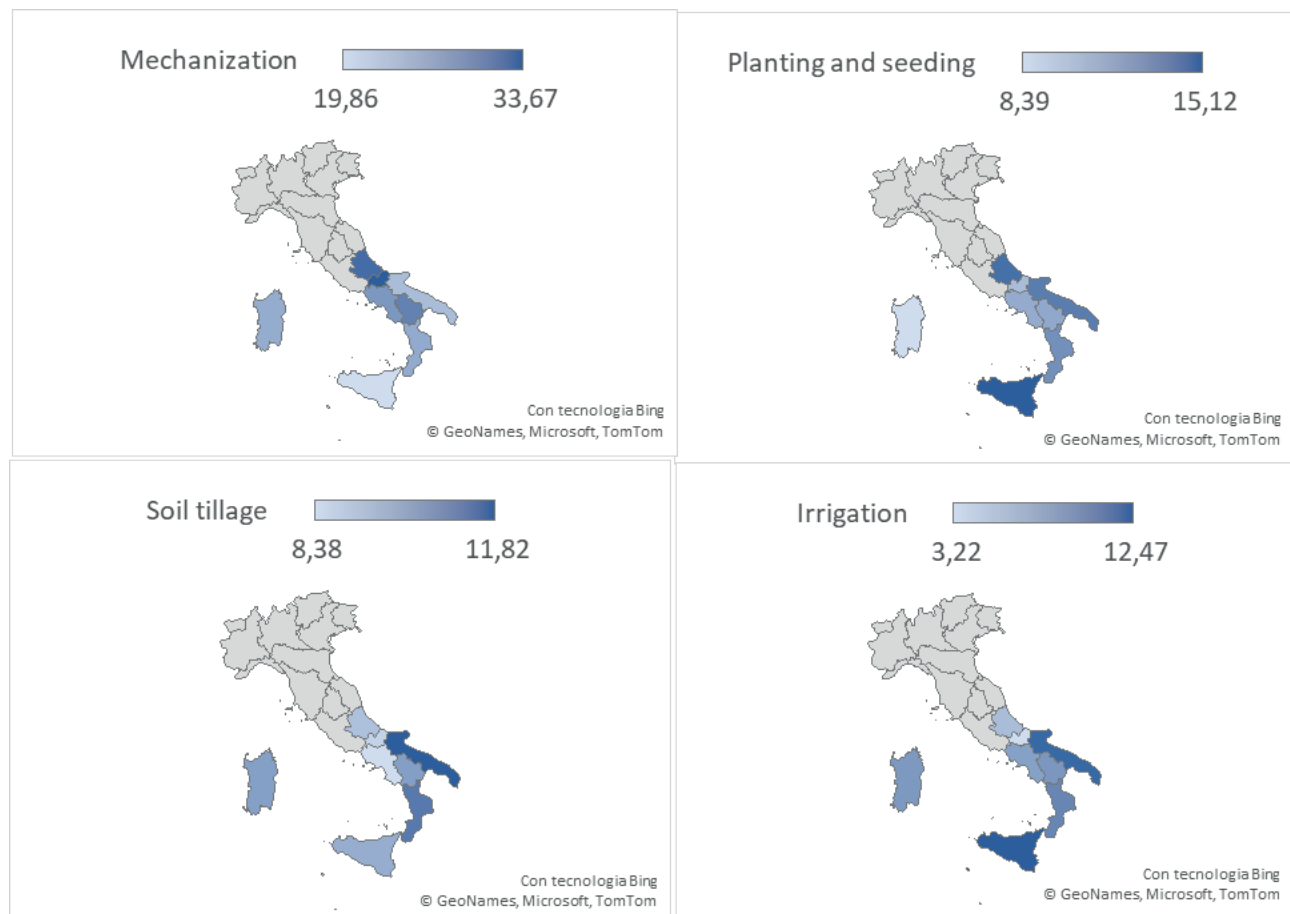 Mechanization
19,86 33,67
Con tecnologia Bing
© GeoNames, Microsoft, TomTom
Planting and seeding
8,39 15,12
Con tecnologia Bing
© GeoNames, Microsoft, TomTom
Soil tillage
8,38 11,82
Con tecnologia Bing
© GeoNames, Microsoft, TomTom
Irrigation
3,22 12,47
Con tecnologia Bing
© GeoNames, Microsoft, TomTom